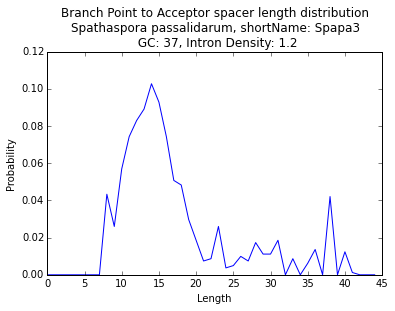 Branch Point to Acceptor spacer length distribution
Spathaspora passalidarum, shortName: Spapa3
GC: 37, Intron Density: 1.2
0.12
0.10
0.08
0.06
0.04
0.02
0.00
Probability
0 5 10 15 20 25 30 35 40 45
Length